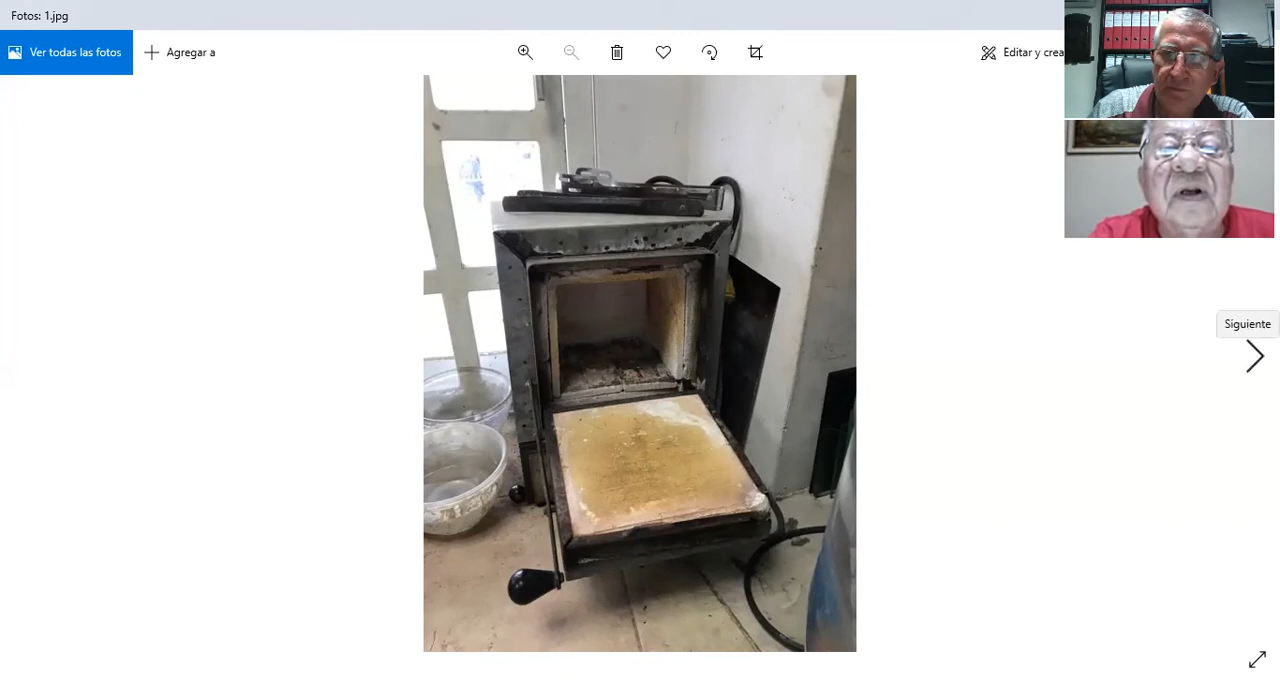 Fotos: 1.jpg
Ver todas las fotos
Agregar a
Editar y crea
Siguiente